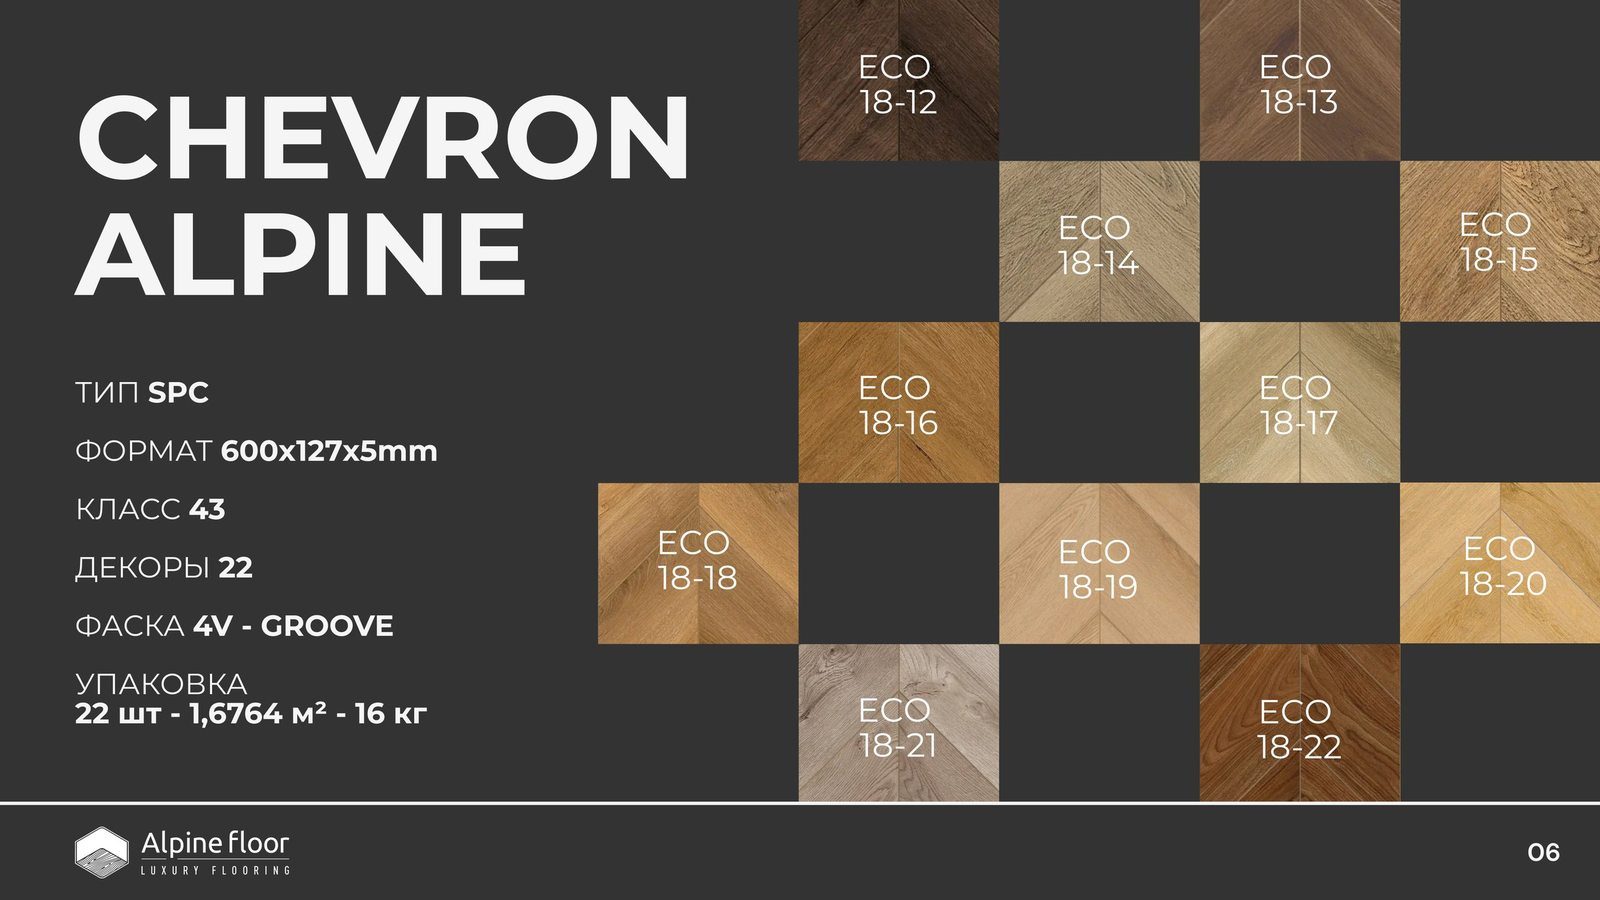 CHEVRON
ALPINE
ТИП SPC
ФОРМАТ 600x127x5mm
КЛАСС 43
ДЕКОРЫ 22
ФАСКА 4V - GROOVE
УПАКОВКА
22 шт - 1,6764 м² - 16 кг
ECO
18-12
ECO
18-13
ECO
18-14
ECO
18-15
ECO
18-16
ECO
18-17
ECO
18-18
ECO
18-19
ECO
18-20
ECO
18-21
ECO
18-22
Alpine floor
LUXURY FLOORING
06